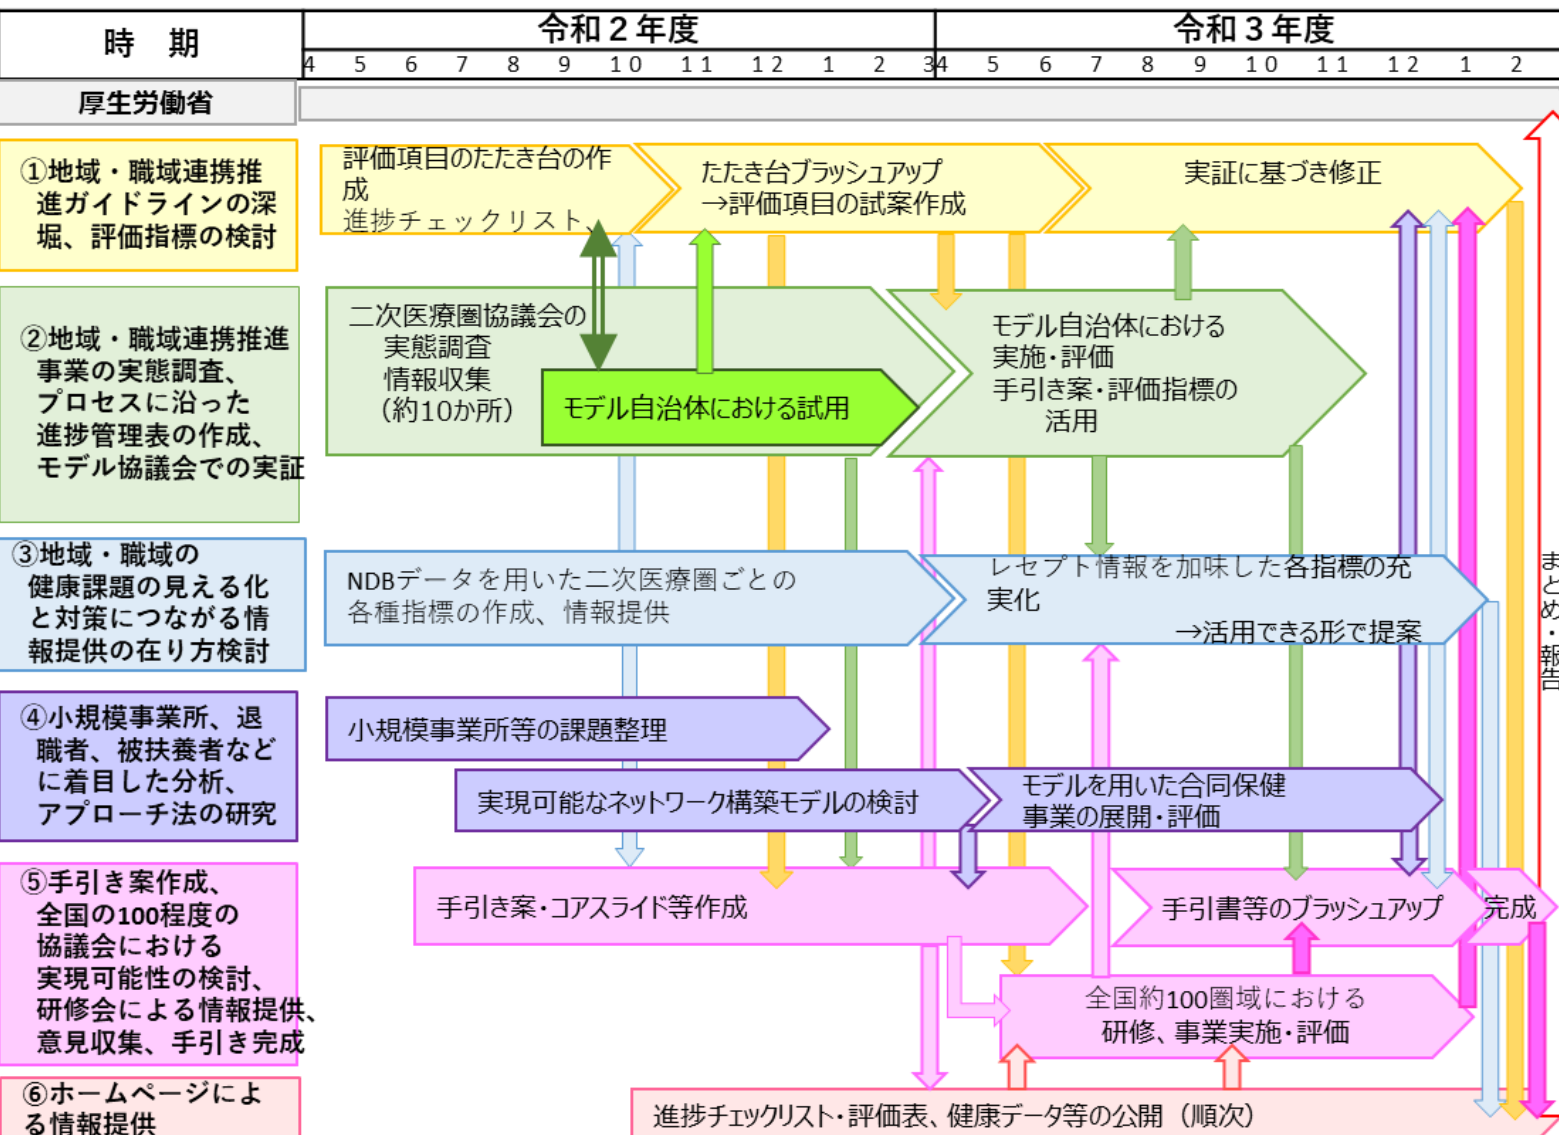 時　期
令和２年度
令和３年度
4 5 6 7 8 9 10 11 12 1 2 3
4 5 6 7 8 9 10 11 12 1 2
厚生労働省
①地域・職域連携推
進ガイドラインの深
堀、評価指標の検討
評価項目のたたき台の作
成
進捗チェックリスト、
たたき台ブラッシュアップ
→評価項目の試案作成
実証に基づき修正
②地域・職域連携推進
事業の実態調査、
プロセスに沿った
進捗管理表の作成、
モデル協議会での実証
二次医療圏協議会の
実態調査
情報収集
（約10か所）
モデル自治体における試用
モデル自治体における
実施・評価
手引き案・評価指標の
活用
③地域・職域の
健康課題の見える化
と対策につながる情
報提供の在り方検討
NDBデータを用いた二次医療圏ごとの
各種指標の作成、情報提供
レセプト情報を加味した各指標の充
実化
→活用できる形で提案
まとめ・報告
④小規模事業所、退
職者、被扶養者など
に着目した分析、
アプローチ法の研究
小規模事業所等の課題整理
実現可能なネットワーク構築モデルの検討
モデルを用いた合同保健
事業の展開・評価
⑤手引き案作成、
全国の100程度の
協議会における
実現可能性の検討、
研修会による情報提供、
意見収集、手引き完成
手引き案・コアスライド等作成
手引書等のブラッシュアップ
完成
全国約100圏域における
研修、事業実施・評価
⑥ホームページによ
る情報提供
進捗チェックリスト・評価表、健康データ等の公開（順次）